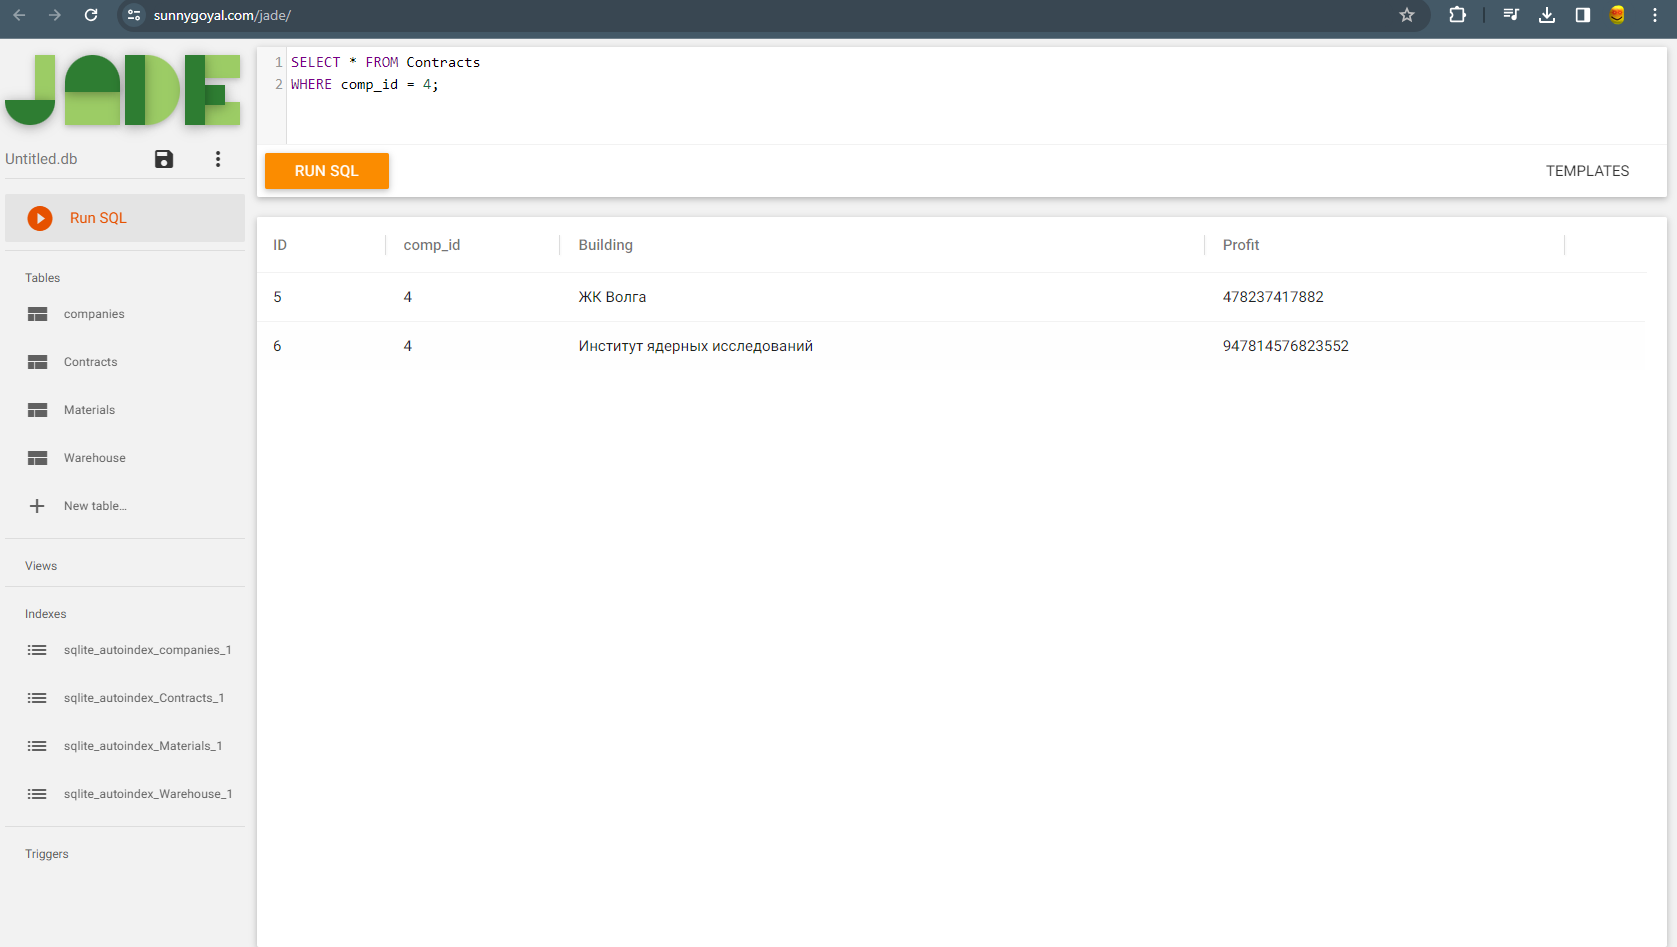 sunnygoyal.com/jade/
JADE
Untitled.db
Run SQL
Tables
companies
Contracts
Materials
Warehouse
New table...
Views
Indexes
sqlite_autoindex_companies_1
sqlite_autoindex_Contracts_1
sqlite_autoindex_Materials_1
sqlite_autoindex_Warehouse_1
Triggers
1 SELECT * FROM Contracts
2 WHERE comp_id = 4;
RUN SQL TEMPLATES
ID comp_id Building Profit
5 4 ЖК Волга 478237417882
6 4 Институт ядерных исследований 947814576823552